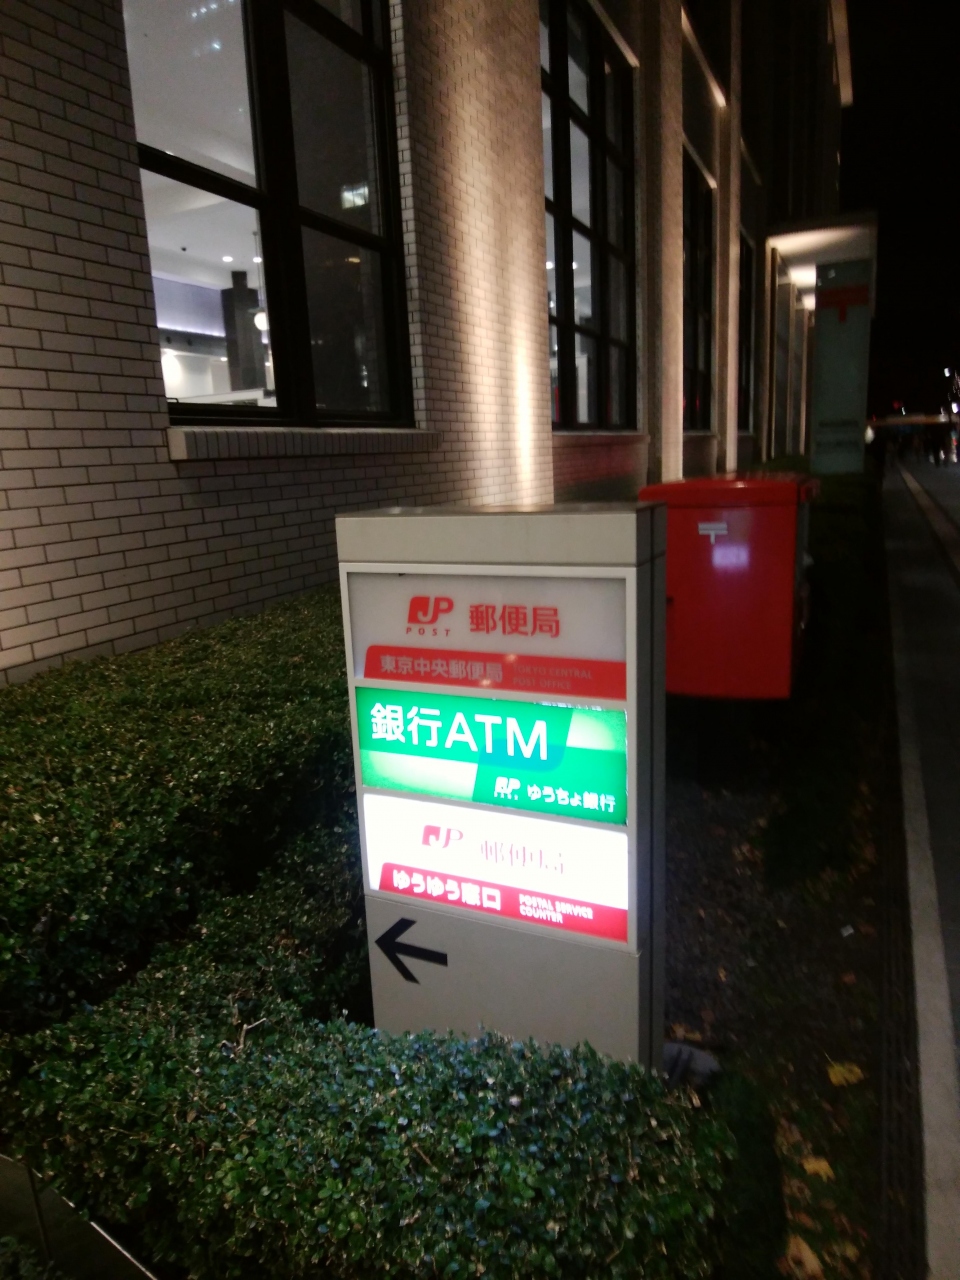 JP 郵便局
POST
東京中央郵便局 TOKYO CENTRAL
POST OFFICE
銀行ATM
JP ゆうちょ銀行
POST
JP 郵便局
ゆうゆう窓口 POSTAL SERVICE
COUNTER
〒
〒